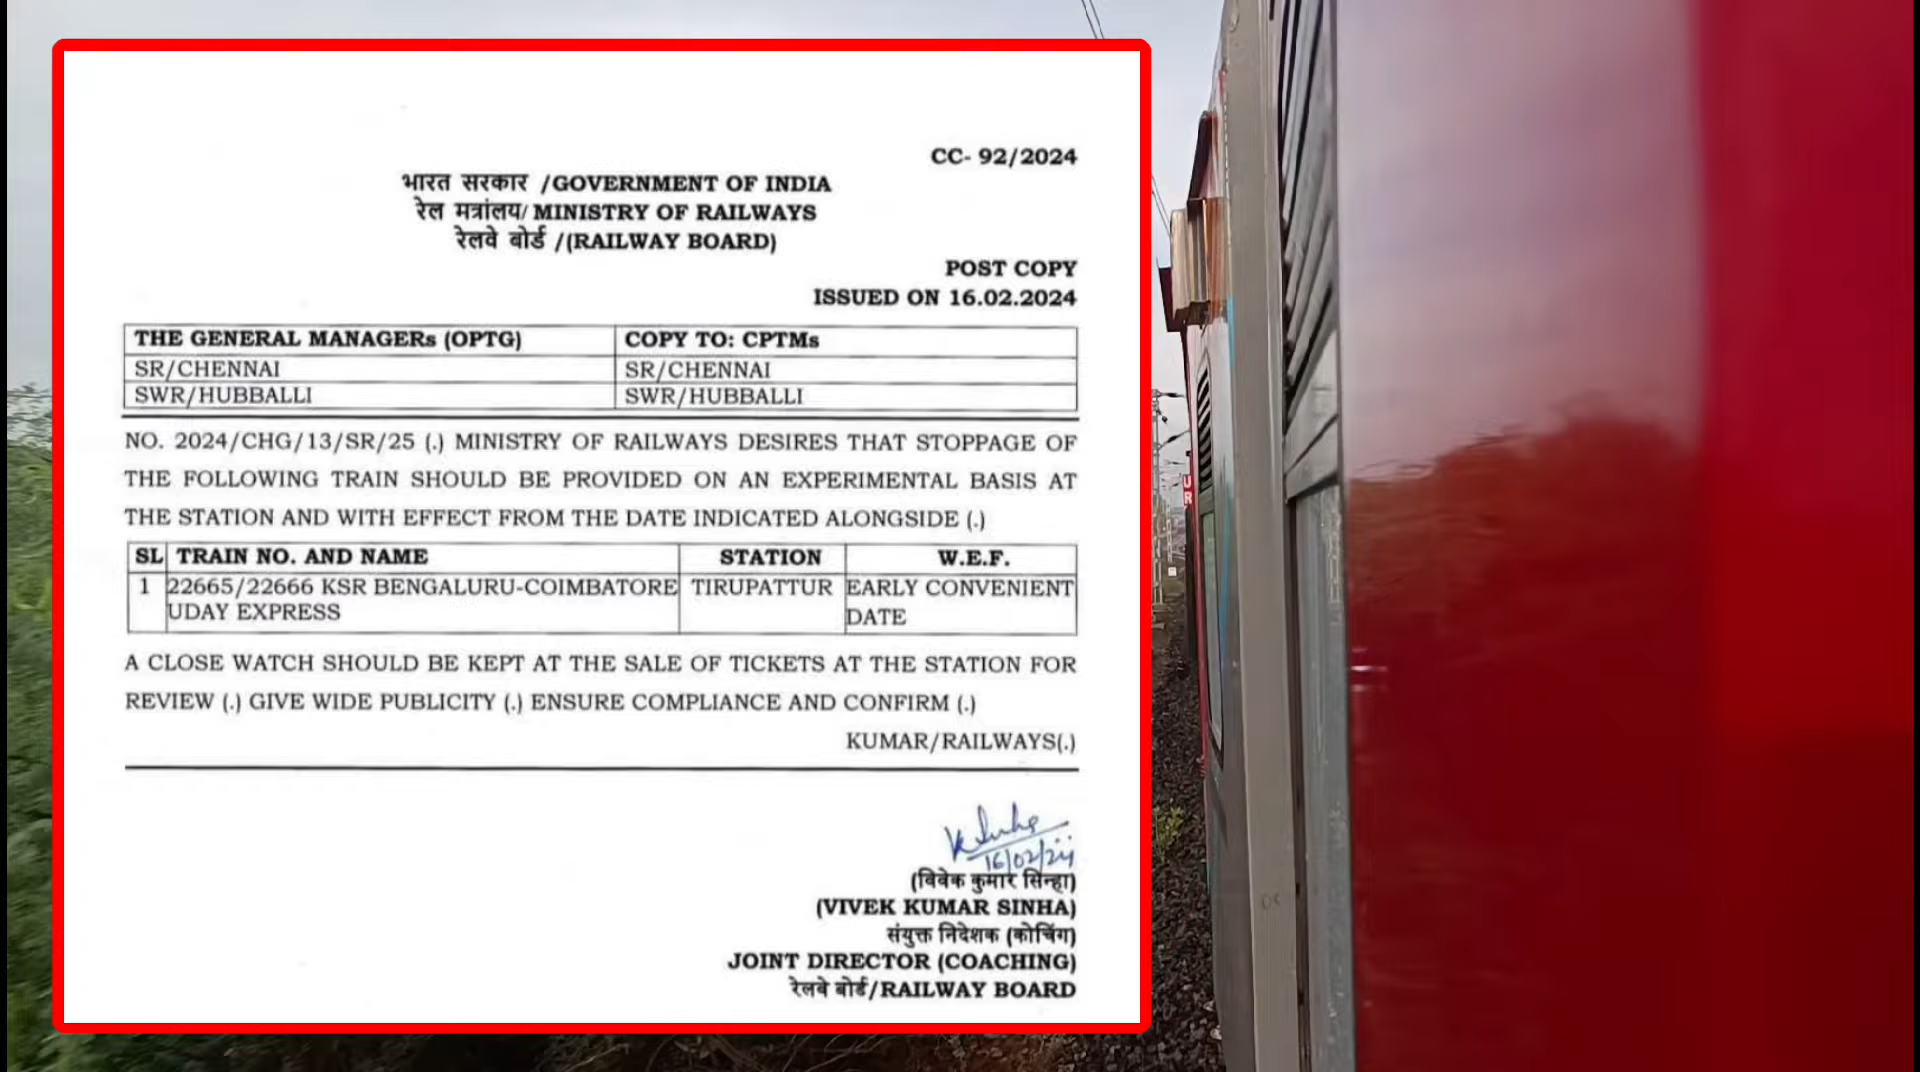 CC- 92/2024
भारत सरकार /GOVERNMENT OF INDIA
रेल मत्रांलय/ MINISTRY OF RAILWAYS
रेलवे बोर्ड /(RAILWAY BOARD)
POST COPY
ISSUED ON 16.02.2024
THE GENERAL MANAGERs (OPTG) COPY TO: CPTMs
SR/CHENNAI SR/CHENNAI
SWR/HUBBALLI SWR/HUBBALLI
NO. 2024/CHG/13/SR/25 (.) MINISTRY OF RAILWAYS DESIRES THAT STOPPAGE OF
THE FOLLOWING TRAIN SHOULD BE PROVIDED ON AN EXPERIMENTAL BASIS AT
THE STATION AND WITH EFFECT FROM THE DATE INDICATED ALONGSIDE (.)
SL TRAIN NO. AND NAME STATION W.E.F.
1 22665/22666 KSR BENGALURU-COIMBATORE TIRUPATTUR EARLY CONVENIENT
UDAY EXPRESS DATE
A CLOSE WATCH SHOULD BE KEPT AT THE SALE OF TICKETS AT THE STATION FOR
REVIEW (.) GIVE WIDE PUBLICITY (.) ENSURE COMPLIANCE AND CONFIRM (.)
KUMAR/RAILWAYS(.)
16/02/24
(विवेक कुमार सिन्हा)
(VIVEK KUMAR SINHA)
संयुक्त निदेशक (कोचिंग)
JOINT DIRECTOR (COACHING)
रेलवे बोर्ड/RAILWAY BOARD